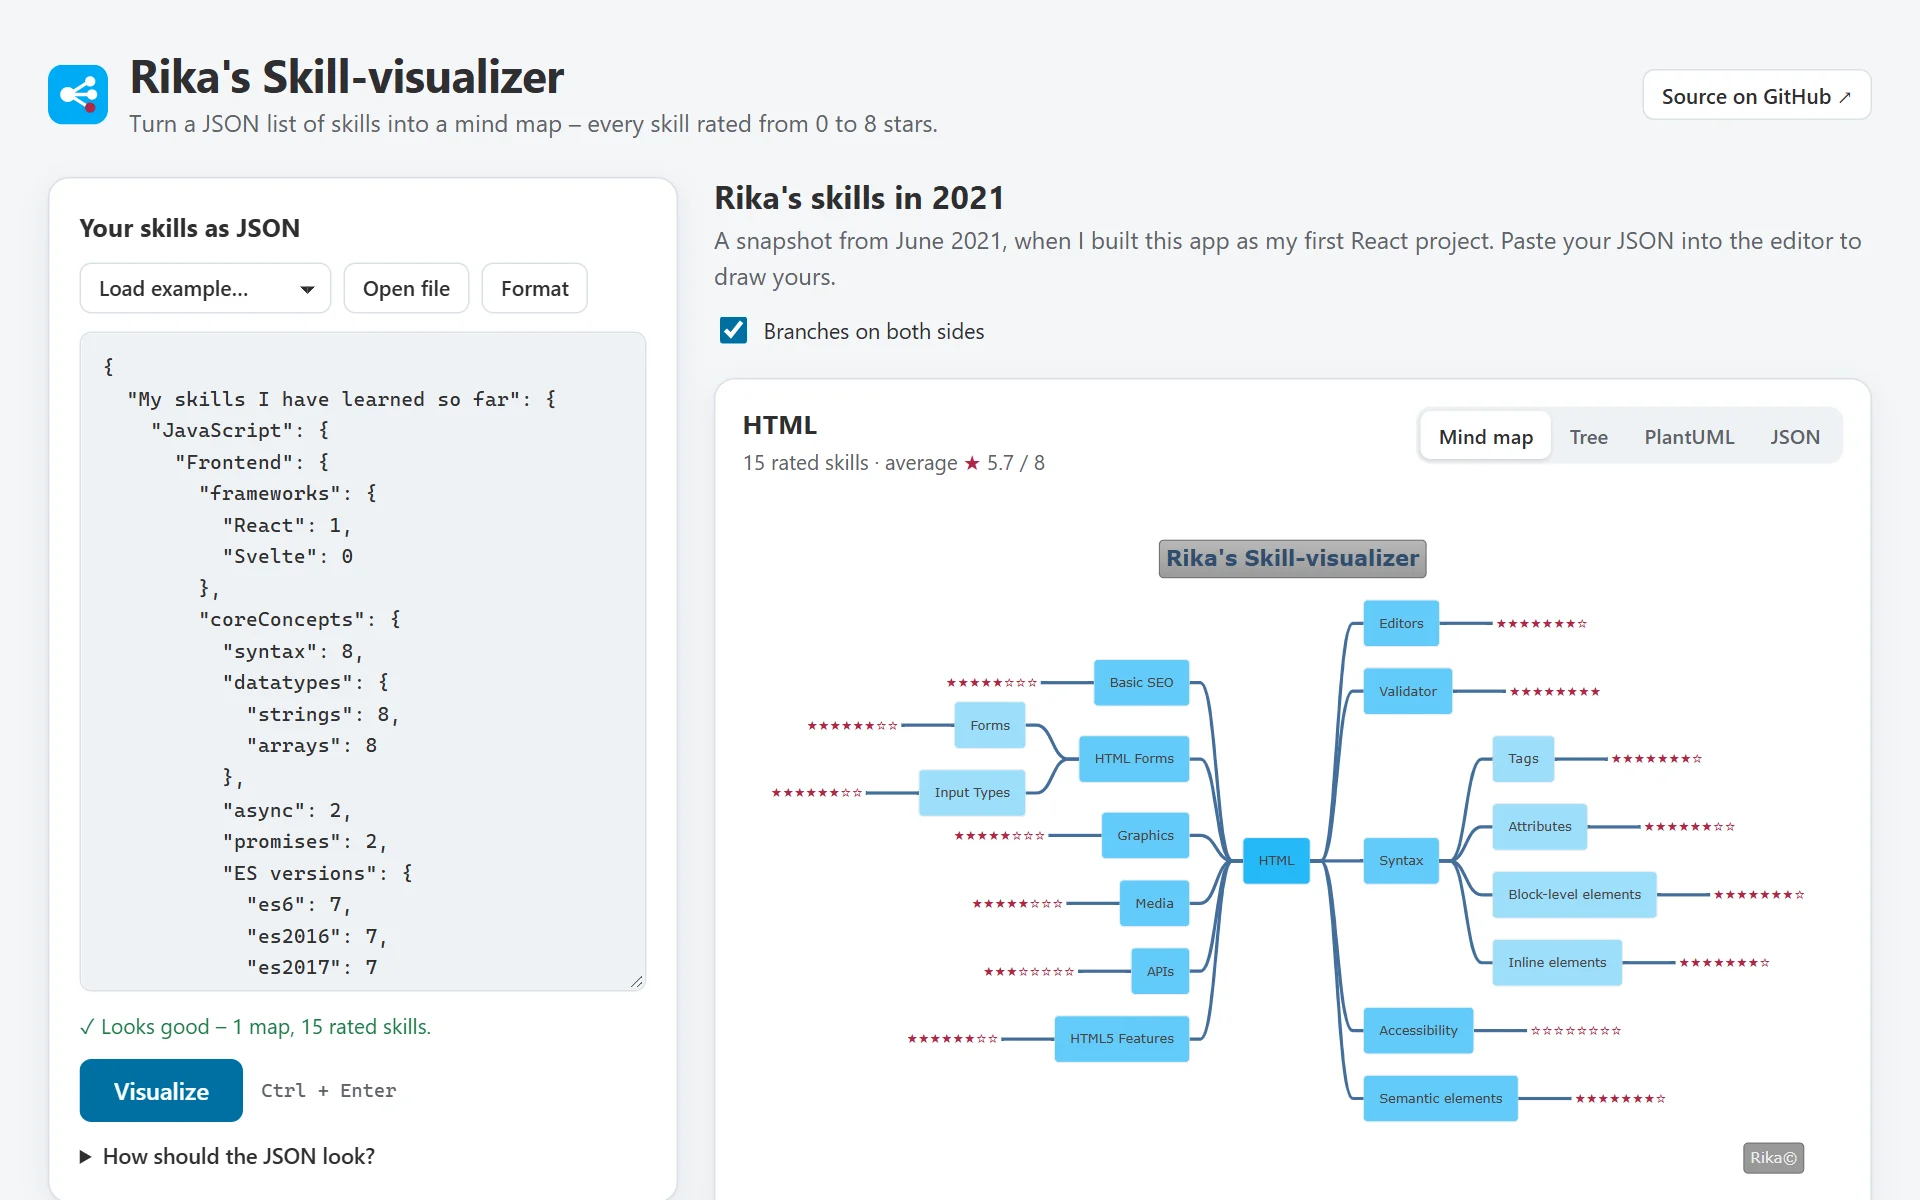 Rika's Skill-visualizer
Turn a JSON list of skills into a mind map – every skill rated from 0 to 8 stars.
Source on GitHub ↗
Your skills as JSON
Load example...
Open file
Format
{
  "My skills I have learned so far": {
    "JavaScript": {
      "Frontend": {
        "frameworks": {
          "React": 1,
          "Svelte": 0
        },
        "coreConcepts": {
          "syntax": 8,
          "datatypes": {
            "strings": 8,
            "arrays": 8
          },
          "async": 2,
          "promises": 2,
          "ES versions": {
            "es6": 7,
            "es2016": 7,
            "es2017": 7
✓ Looks good – 1 map, 15 rated skills.
Visualize
Ctrl + Enter
▶ How should the JSON look?
Rika's skills in 2021
A snapshot from June 2021, when I built this app as my first React project. Paste your JSON into the editor to
draw yours.
Branches on both sides
HTML
15 rated skills · average ★ 5.7 / 8
Mind map
Tree
PlantUML
JSON
Rika's Skill-visualizer
Basic SEO ★★★★★☆☆☆
Forms ★★★★★★☆☆
HTML Forms
Input Types ★★★★★★☆☆
Graphics ★★★★★☆☆☆
Media ★★★★★☆☆☆
APIs ★★★☆☆☆☆☆
HTML5 Features ★★★★★★☆☆
HTML
Editors ★★★★★★★☆
Validator ★★★★★★★★
Syntax
Tags ★★★★★★★☆
Attributes ★★★★★★☆☆
Block-level elements ★★★★★★★☆
Inline elements ★★★★★★★☆
Accessibility ☆☆☆☆☆☆☆☆
Semantic elements ★★★★★★★☆
Rika©